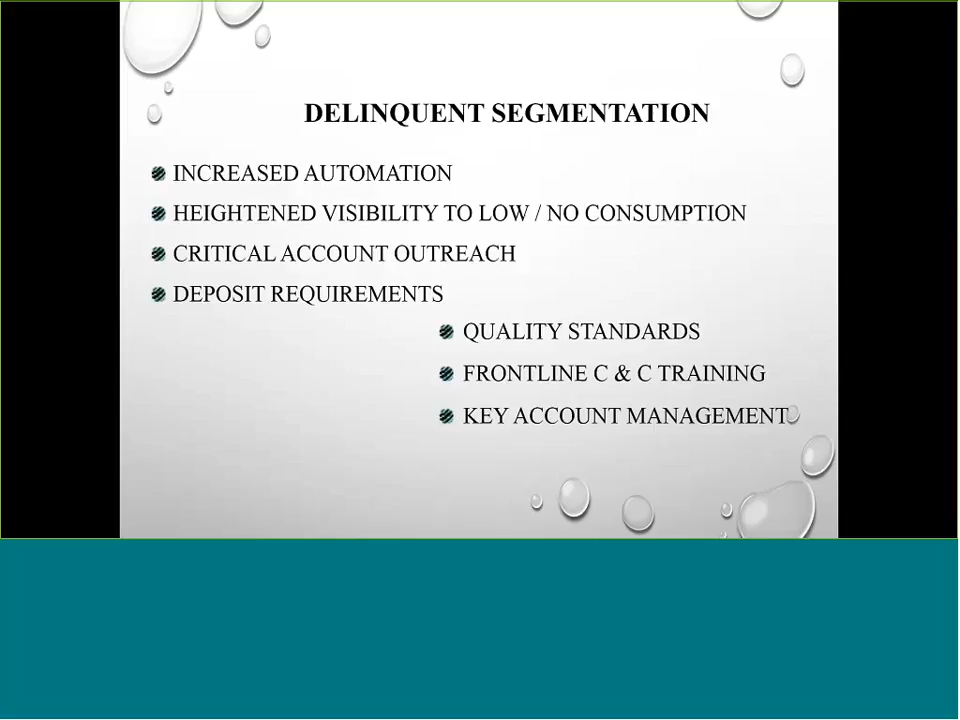 DELINQUENT SEGMENTATION
INCREASED AUTOMATION
HEIGHTENED VISIBILITY TO LOW / NO CONSUMPTION
CRITICAL ACCOUNT OUTREACH
DEPOSIT REQUIREMENTS
QUALITY STANDARDS
FRONTLINE C & C TRAINING
KEY ACCOUNT MANAGEMENT